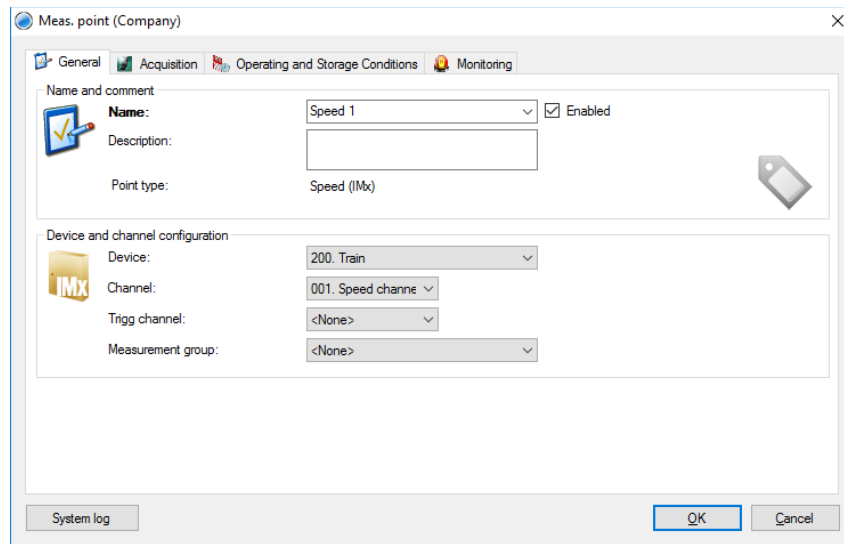 Meas. point (Company)
General Acquisition Operating and Storage Conditions Monitoring
Name and comment
Name: Speed 1 Enabled
Description:
Point type: Speed (IMx)
Device and channel configuration
IMx
Device: 200. Train
Channel: 001. Speed channe
Trigg channel: <None>
Measurement group: <None>
System log OK Cancel